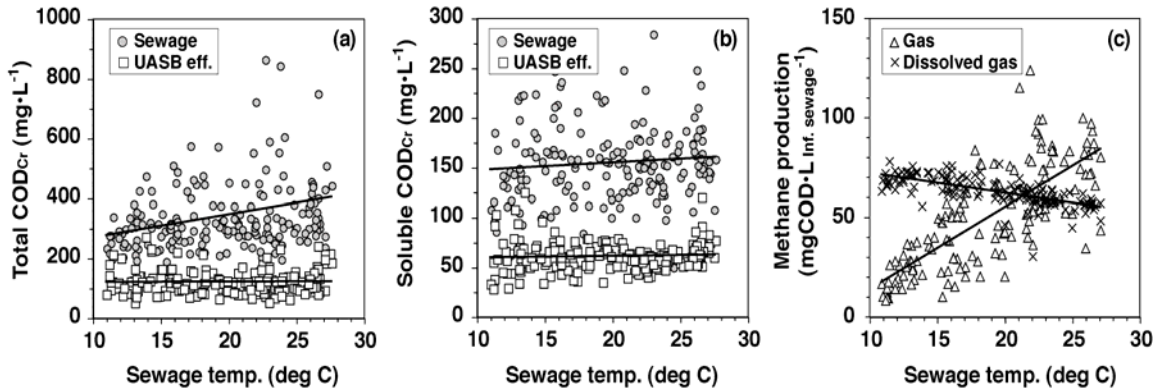 (a)
Sewage
UASB eff.
Total CODCr (mg•L-1)
1000
800
600
400
200
0
10 15 20 25 30
Sewage temp. (deg C)
(b)
Sewage
UASB eff.
Soluble CODCr (mg•L-1)
300
250
200
150
100
50
0
10 15 20 25 30
Sewage temp. (deg C)
(c)
Gas
Dissolved gas
Methane production
(mgCOD•L Inf. sewage-1)
150
100
50
0
10 15 20 25 30
Sewage temp. (deg C)